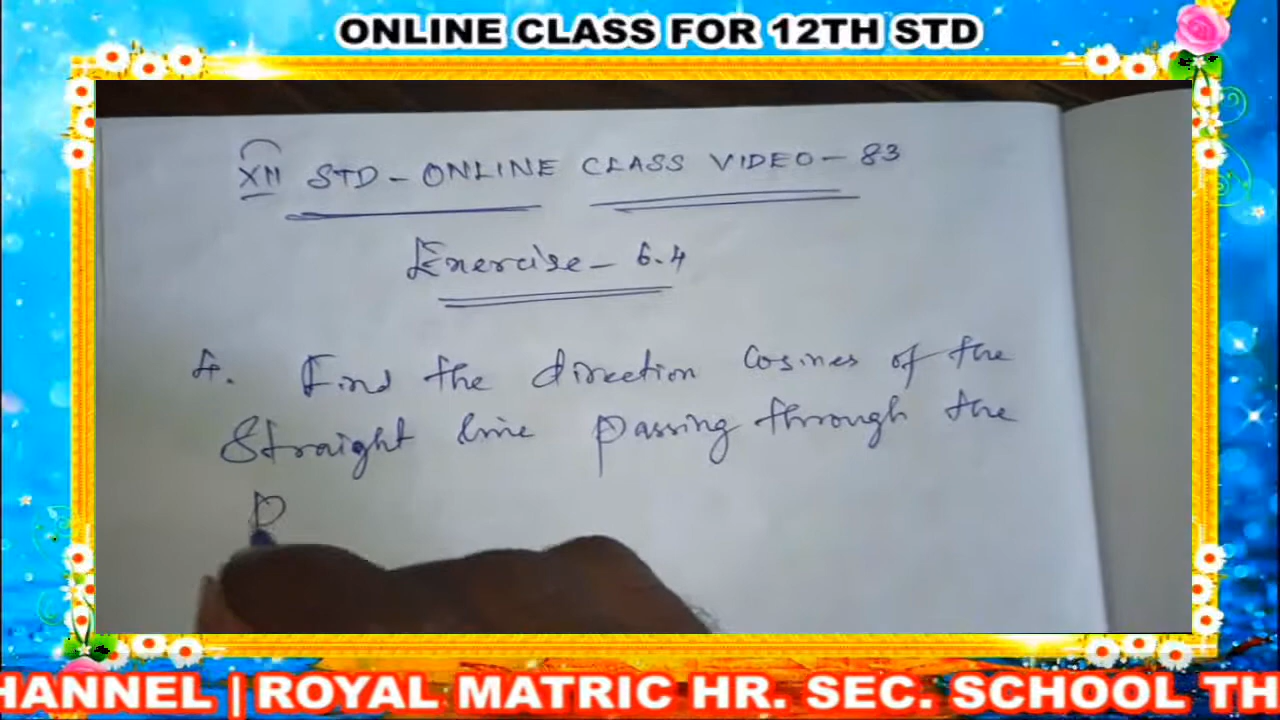 ONLINE CLASS FOR 12TH STD
XII STD - ONLINE CLASS VIDEO - 83
Exercise - 6.4
4. Find the direction Cosines of the
Straight line passing through the
P
HANNEL | ROYAL MATRIC HR. SEC. SCHOOL TH